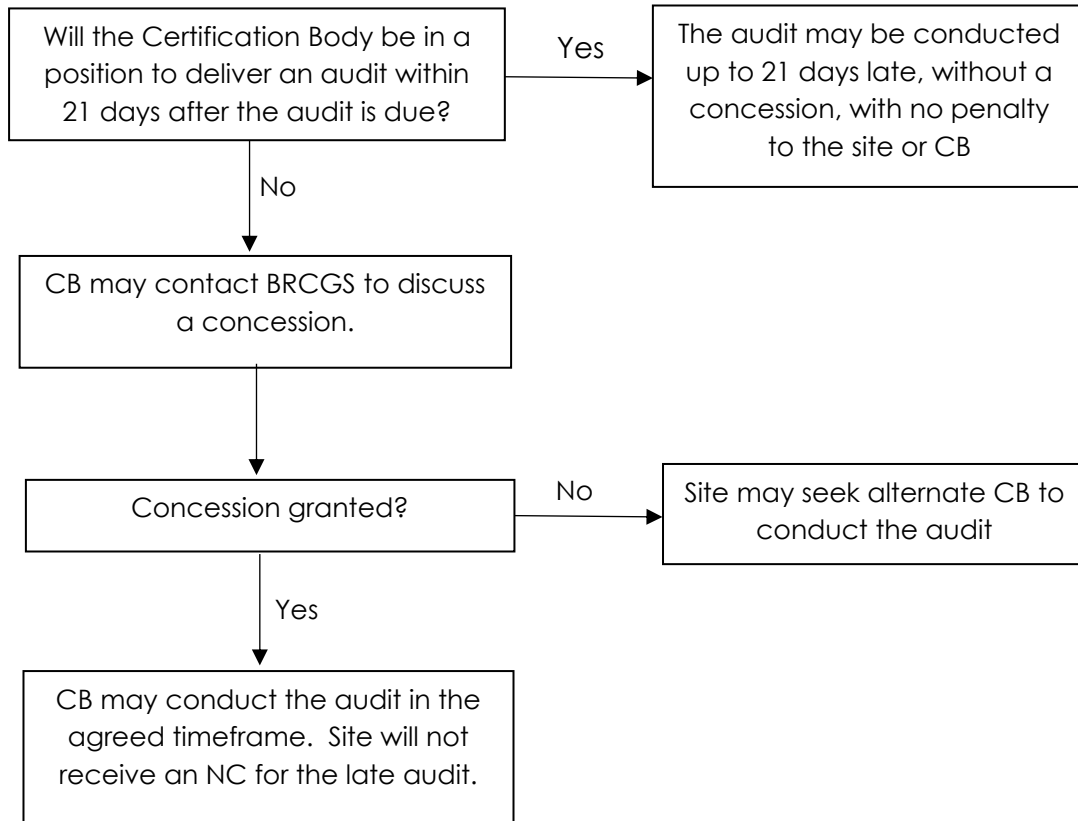 Will the Certification Body be in a
position to deliver an audit within
21 days after the audit is due?
Yes
The audit may be conducted
up to 21 days late, without a
concession, with no penalty
to the site or CB
No
CB may contact BRCGS to discuss
a concession.
Concession granted?
No
Site may seek alternate CB to
conduct the audit
Yes
CB may conduct the audit in the
agreed timeframe.  Site will not
receive an NC for the late audit.